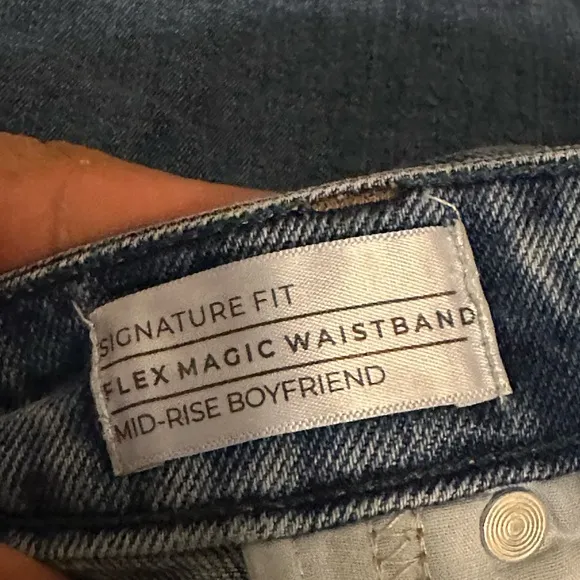 SIGNATURE FIT
FLEX MAGIC WAISTBAND
MID-RISE BOYFRIEND